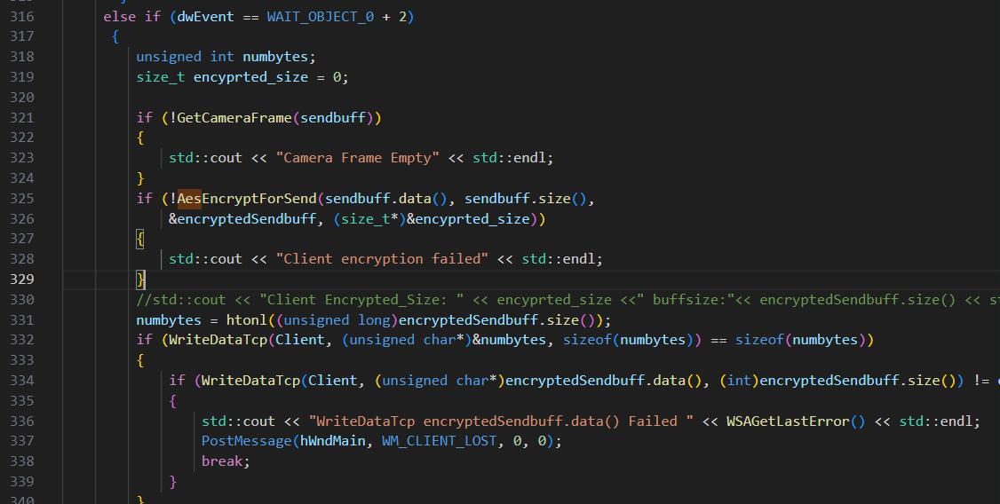 316 else if (dwEvent == WAIT_OBJECT_0 + 2)
317 {
318 unsigned int numbytes;
319 size_t encyprted_size = 0;
320
321 if (!GetCameraFrame(sendbuff))
322 {
323 std::cout << "Camera Frame Empty" << std::endl;
324 }
325 if (!AesEncryptForSend(sendbuff.data(), sendbuff.size(),
326 &encryptedSendbuff, (size_t*)&encyprted_size))
327 {
328 std::cout << "Client encryption failed" << std::endl;
329 }
330 //std::cout << "Client Encrypted_Size: " << encyprted_size <<" buffsize:"<< encryptedSendbuff.size() << st
331 numbytes = htonl((unsigned long)encryptedSendbuff.size());
332 if (WriteDataTcp(Client, (unsigned char*)&numbytes, sizeof(numbytes)) == sizeof(numbytes))
333 {
334 if (WriteDataTcp(Client, (unsigned char*)encryptedSendbuff.data(), (int)encryptedSendbuff.size()) !=
335 {
336 std::cout << "WriteDataTcp encryptedSendbuff.data() Failed " << WSAGetLastError() << std::endl;
337 PostMessage(hWndMain, WM_CLIENT_LOST, 0, 0);
338 break;
339 }
340 }